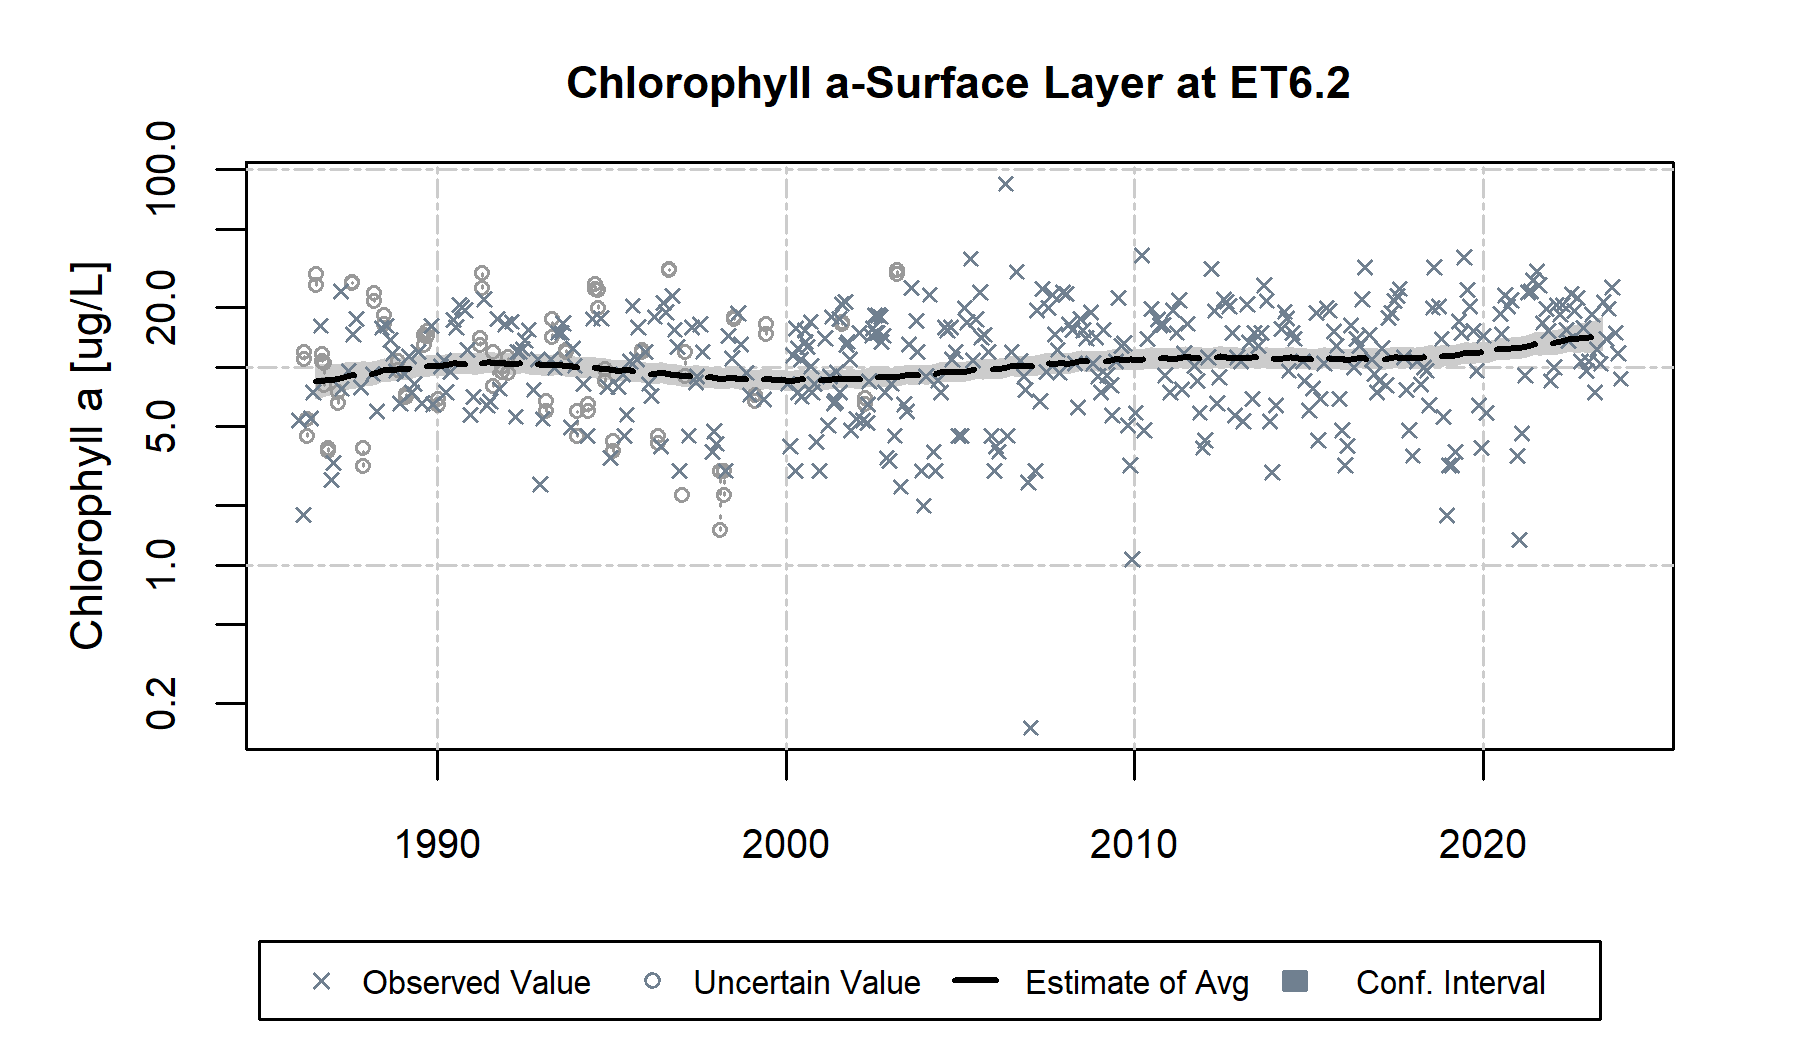 Chlorophyll a-Surface Layer at ET6.2
Chlorophyll a [ug/L]
100.0
20.0
5.0
1.0
0.2
1990 2000 2010 2020
Observed Value Uncertain Value Estimate of Avg Conf. Interval